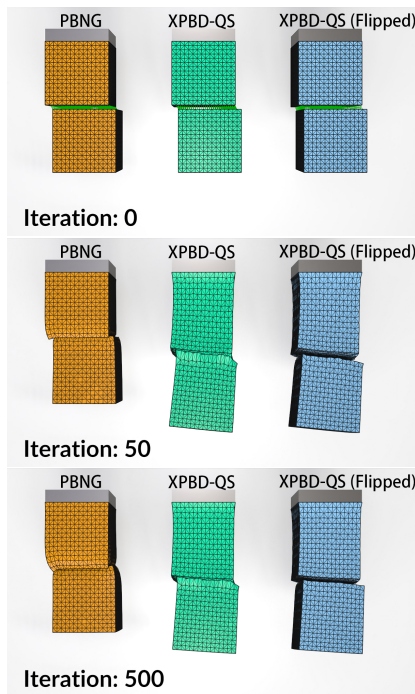 PBNG XPBD-QS XPBD-QS (Flipped)
Iteration: 0
PBNG XPBD-QS XPBD-QS (Flipped)
Iteration: 50
PBNG XPBD-QS XPBD-QS (Flipped)
Iteration: 500